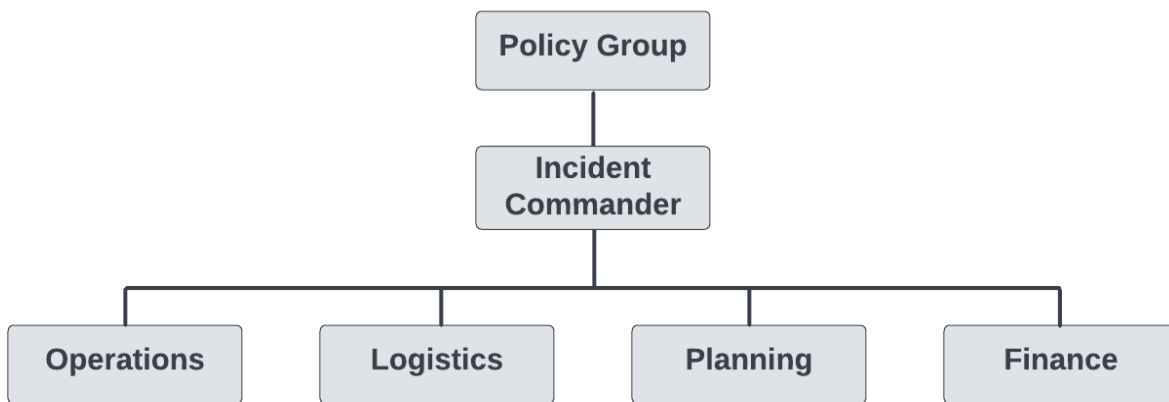 Policy Group
Incident
Commander
Operations
Logistics
Planning
Finance